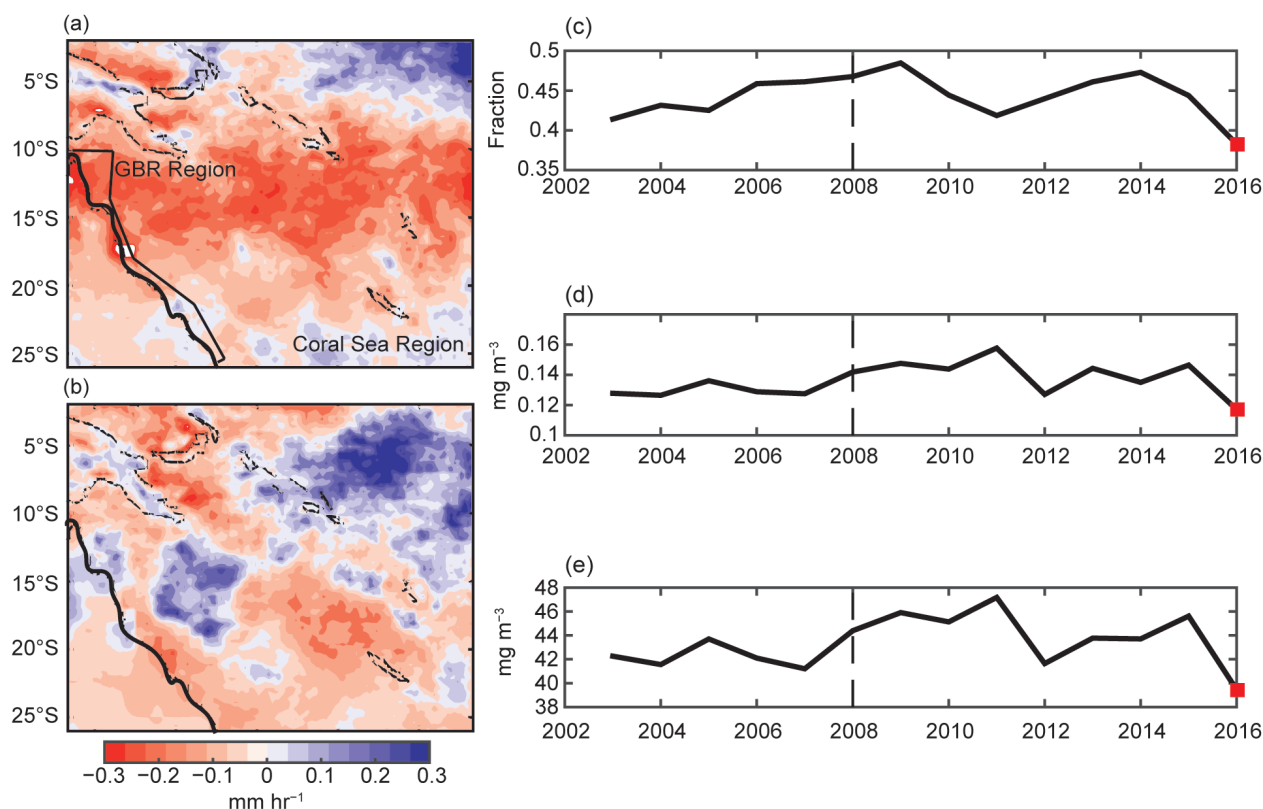 (a)
5°S
10°S
GBR Region
15°S
20°S
25°S
Coral Sea Region
(b)
5°S
10°S
15°S
20°S
25°S
−0.3 −0.2 −0.1 0 0.1 0.2 0.3
mm hr⁻¹
(c)
Fraction
0.5
0.45
0.4
0.35
2002 2004 2006 2008 2010 2012 2014 2016
(d)
mg m⁻³
0.16
0.14
0.12
0.1
2002 2004 2006 2008 2010 2012 2014 2016
(e)
mg m⁻³
48
46
44
42
40
38
2002 2004 2006 2008 2010 2012 2014 2016